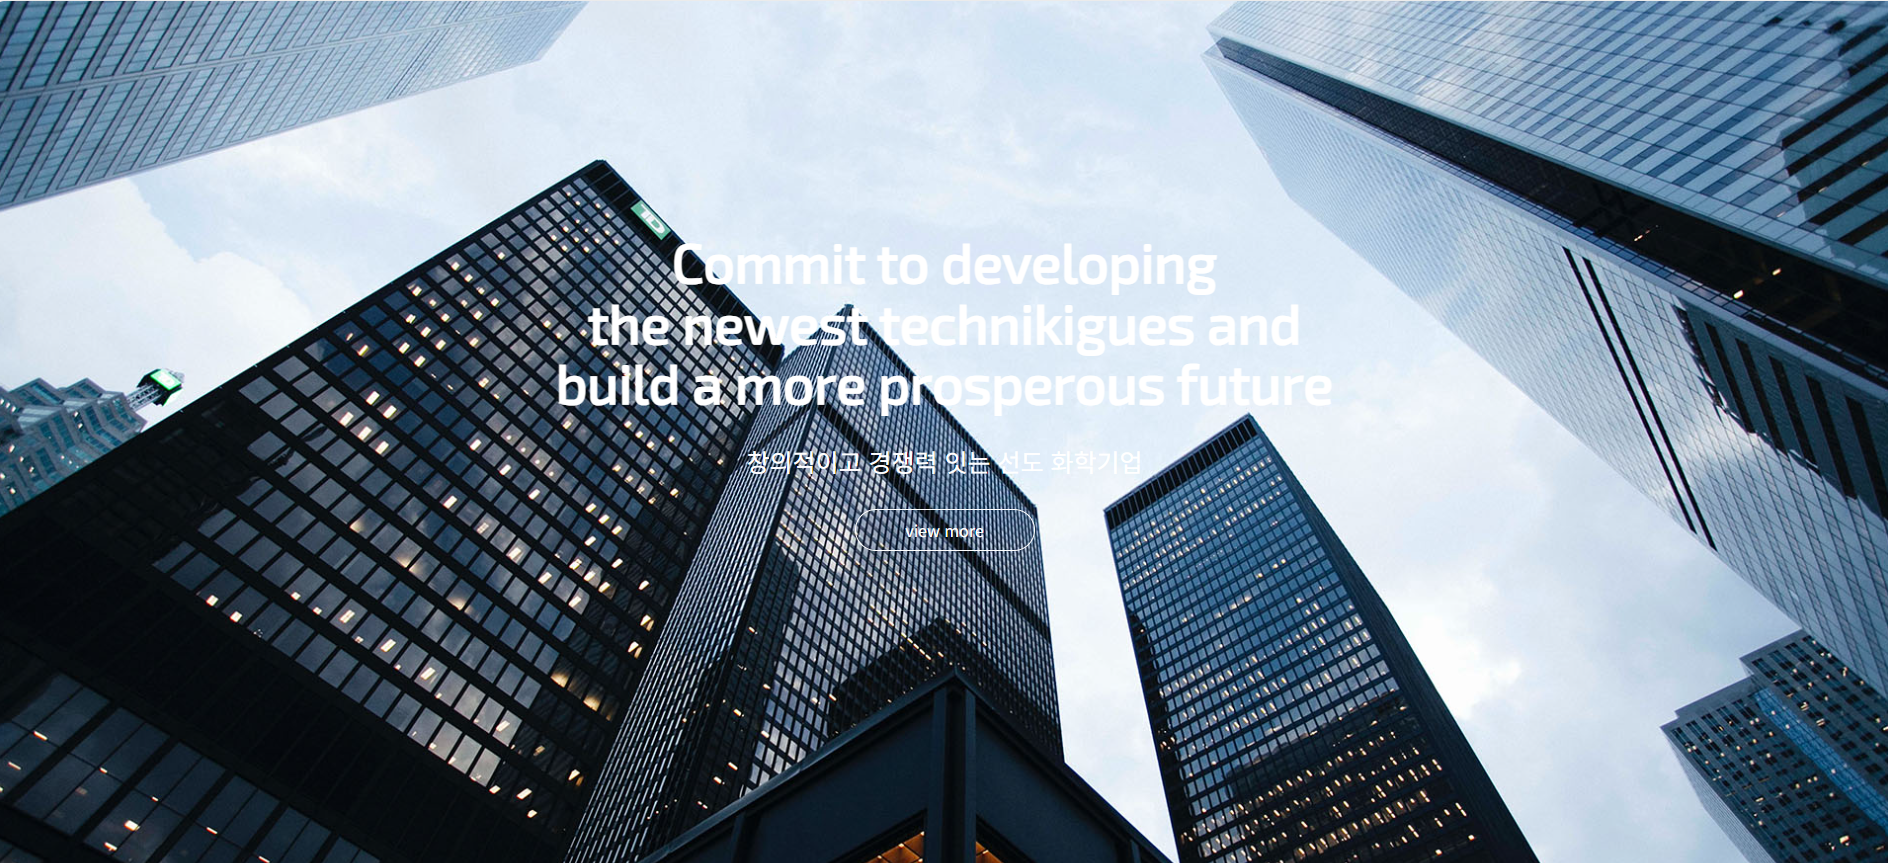 Commit to developing
the newest technikigues and
build a more prosperous future
창의적이고 경쟁력 잇는 선도 화학기업
view more